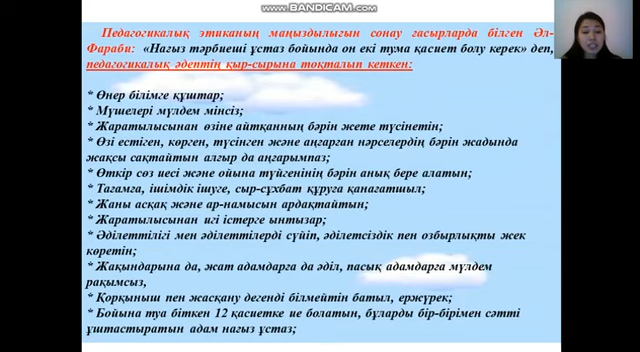 WWW.BANDICAM.COM
Педагогикалық этиканың маңыздылығын сонау ғасырларда білген Әл-
Фараби: «Нағыз тәрбиеші ұстаз бойында он екі тума қасиет болу керек» деп,
педагогикалық әдептің қыр-сырына тоқталып кеткен:
* Өнер білімге құштар;
* Мүшелері мүлдем мінсіз;
* Жаратылысынан өзіне айтқанның бәрін жете түсінетін;
* Өзі естіген, көрген, түсінген және аңғарған нәрселердің бәрін жадында
жақсы сақтайтын алғыр да аңғарымпаз;
* Өткір сөз иесі және ойына түйгенінің бәрін анық бере алатын;
* Тағамға, ішімдік ішуге, сыр-сұхбат құруға қанағатшыл;
* Жаны асқақ және ар-намысын ардақтайтын;
* Жаратылысынан игі істерге ынтызар;
* Әділеттілігі мен әділеттілерді сүйіп, әділетсіздік пен озбырлықты жек
көретін;
* Жақындарына да, жат адамдарға да әділ, пасық адамдарға мүлдем
рақымсыз,
* Қорқыныш пен жасқану дегенді білмейтін батыл, ержүрек;
* Бойына туа біткен 12 қасиетке ие болатын, бұларды бір-бірімен сәтті
ұштастыратын адам нағыз ұстаз;